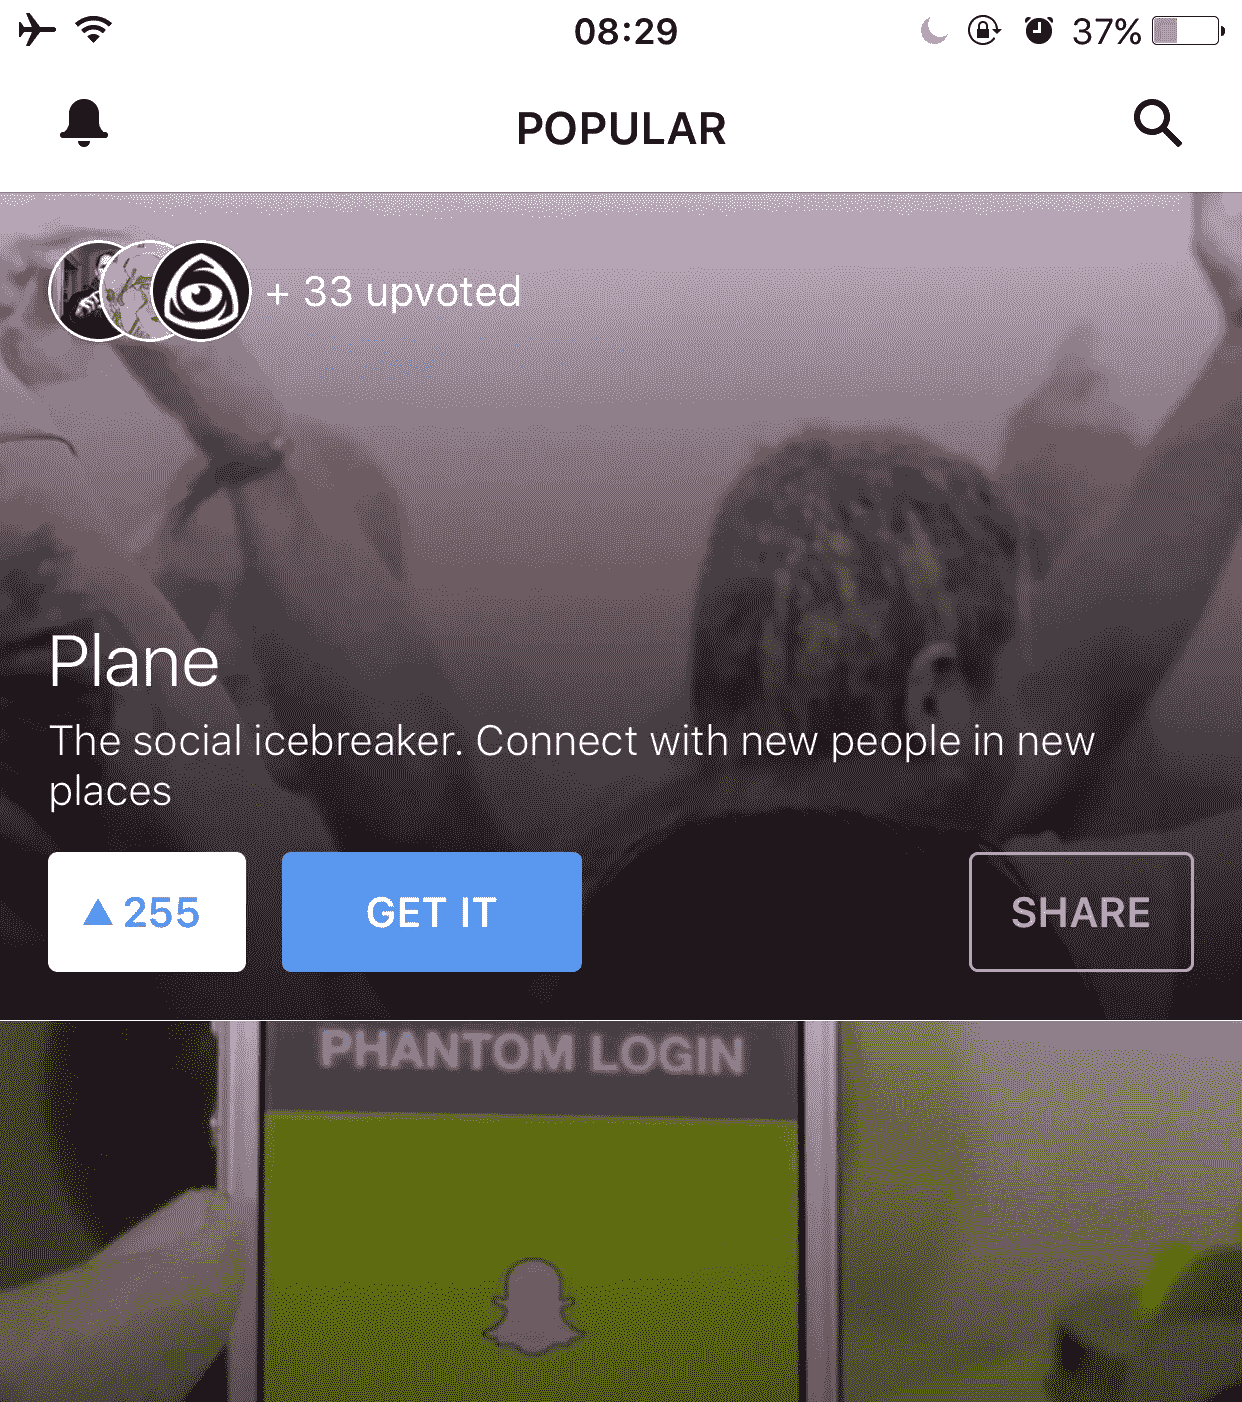 08:29
37%
POPULAR
+ 33 upvoted
Plane
The social icebreaker. Connect with new people in new
places
255
GET IT
SHARE
PHANTOM LOGIN